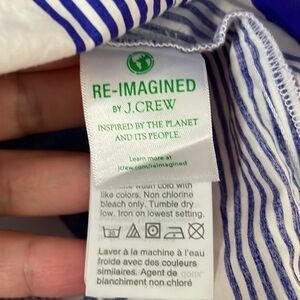 RE-IMAGINED
BY J.CREW
INSPIRED BY THE PLANET
AND ITS PEOPLE.
Learn more at
jcrew.com/reimagined
wash cold with
like colors. Non chlorine
bleach only. Tumble dry
low. Iron on lowest setting.
Laver à la machine à l'eau
froide avec des couleurs
similaires. Agent de
blanchiment non chloré